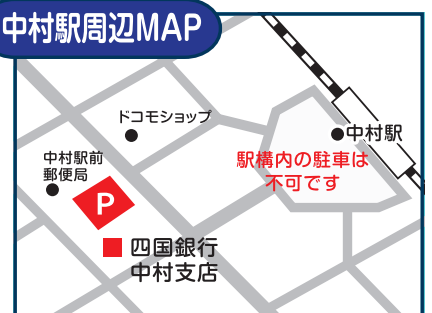 中村駅周辺MAP
ドコモショップ
中村駅
中村駅前
郵便局
駅構内の駐車は
不可です
P
四国銀行
中村支店